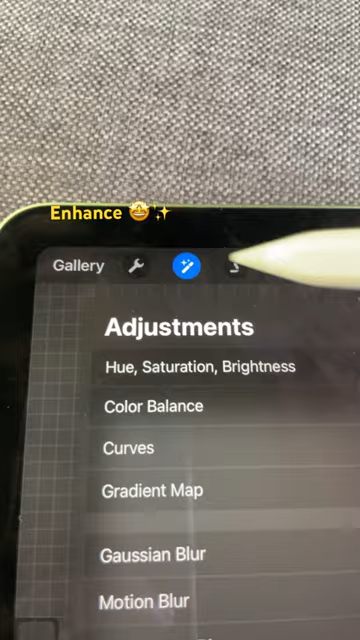 Enhance 🤩✨
Gallery
Adjustments
Hue, Saturation, Brightness
Color Balance
Curves
Gradient Map
Gaussian Blur
Motion Blur